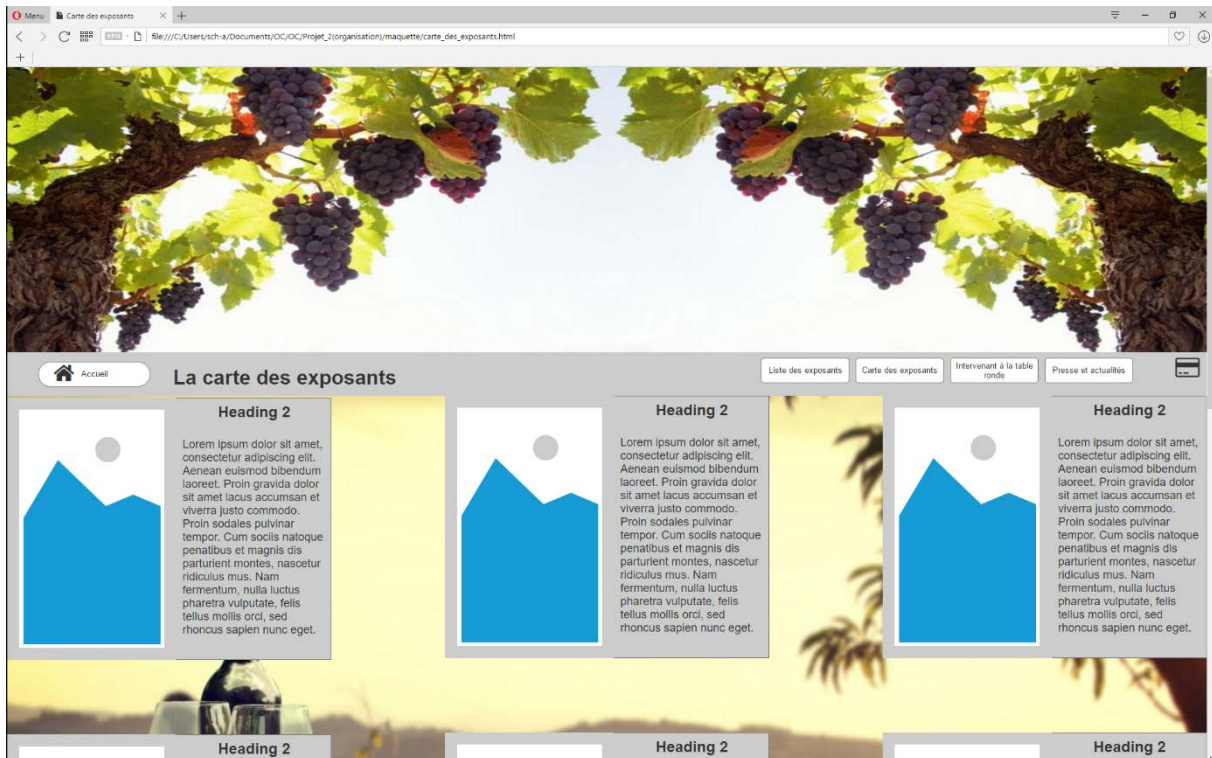 Menu
Carte des exposants
VPN
file:///C:/Users/sch-a/Documents/OC/OC/Projet_2(organisation)/maquette/carte_des_exposants.html
Accueil
La carte des exposants
Liste des exposants
Carte des exposants
Intervenant à la table
ronde
Presse et actualités
Heading 2
Lorem ipsum dolor sit amet,
consectetur adipiscing elit.
Aenean euismod bibendum
laoreet. Proin gravida dolor
sit amet lacus accumsan et
viverra justo commodo.
Proin sodales pulvinar
tempor. Cum sociis natoque
penatibus et magnis dis
parturient montes, nascetur
ridiculus mus. Nam
fermentum, nulla luctus
pharetra vulputate, felis
tellus mollis orci, sed
rhoncus sapien nunc eget.
Heading 2
Lorem ipsum dolor sit amet,
consectetur adipiscing elit.
Aenean euismod bibendum
laoreet. Proin gravida dolor
sit amet lacus accumsan et
viverra justo commodo.
Proin sodales pulvinar
tempor. Cum sociis natoque
penatibus et magnis dis
parturient montes, nascetur
ridiculus mus. Nam
fermentum, nulla luctus
pharetra vulputate, felis
tellus mollis orci, sed
rhoncus sapien nunc eget.
Heading 2
Lorem ipsum dolor sit amet,
consectetur adipiscing elit.
Aenean euismod bibendum
laoreet. Proin gravida dolor
sit amet lacus accumsan et
viverra justo commodo.
Proin sodales pulvinar
tempor. Cum sociis natoque
penatibus et magnis dis
parturient montes, nascetur
ridiculus mus. Nam
fermentum, nulla luctus
pharetra vulputate, felis
tellus mollis orci, sed
rhoncus sapien nunc eget.
Heading 2
Heading 2
Heading 2